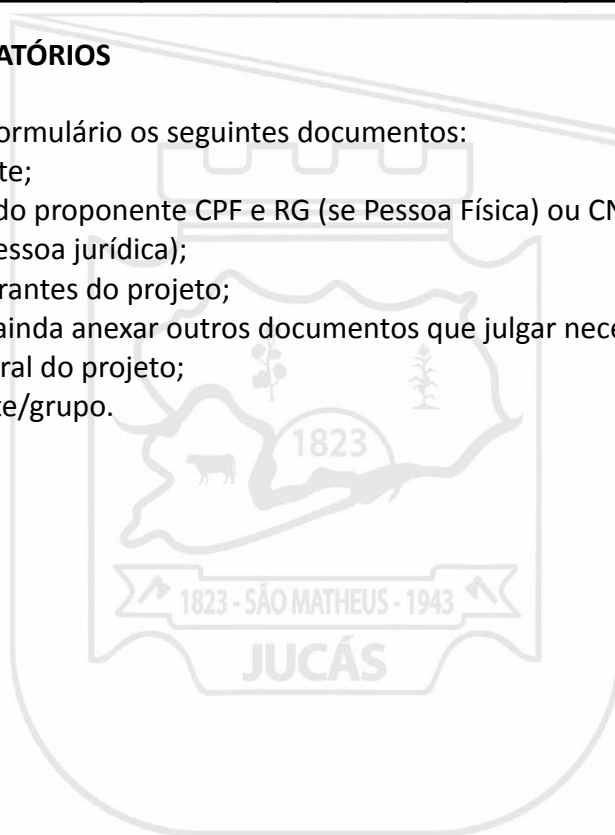 ATÓRIOS
ormulário os seguintes documentos:
te;
do proponente CPF e RG (se Pessoa Física) ou CN
essoa jurídica);
rantes do projeto;
ainda anexar outros documentos que julgar nece
ral do projeto;
te/grupo.
1823
1823 - SÃO MATHEUS - 1943
JUCÁS